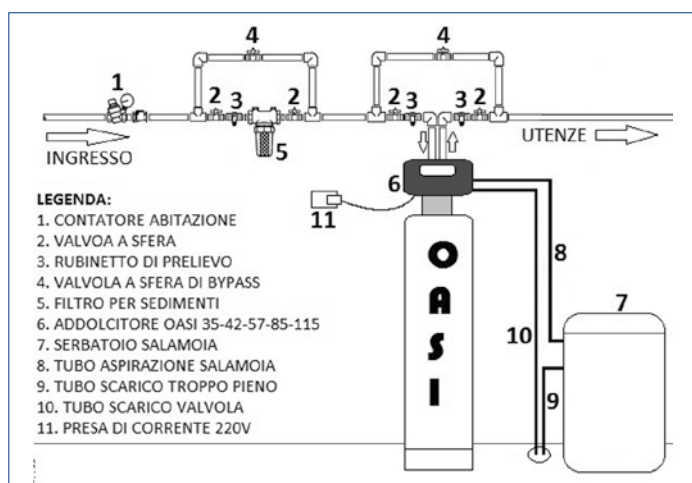 4
4
1
2
3
2
2
3
3
2
INGRESSO
5
UTENZE
6
LEGENDA:
11
1. CONTATORE ABITAZIONE
2. VALVOA A SFERA
3. RUBINETTO DI PRELIEVO
4. VALVOLA A SFERA DI BYPASS
5. FILTRO PER SEDIMENTI
6. ADDOLCITORE OASI 35-42-57-85-115
7. SERBATOIO SALAMOIA
8. TUBO ASPIRAZIONE SALAMOIA
9. TUBO SCARICO TROPPO PIENO
10. TUBO SCARICO VALVOLA
11. PRESA DI CORRENTE 220V
OASI
8
7
10
9